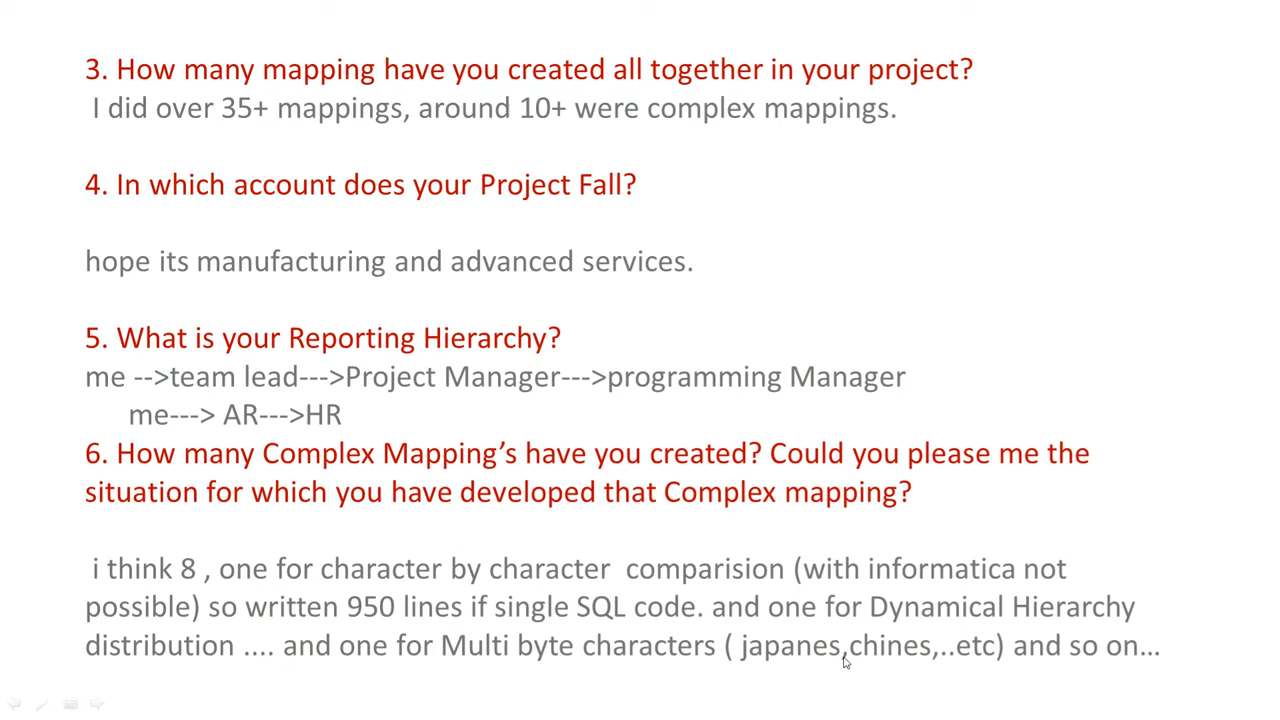 3. How many mapping have you created all together in your project?
I did over 35+ mappings, around 10+ were complex mappings.
4. In which account does your Project Fall?
hope its manufacturing and advanced services.
5. What is your Reporting Hierarchy?
me -->team lead--->Project Manager--->programming Manager
me---> AR--->HR
6. How many Complex Mapping’s have you created? Could you please me the
situation for which you have developed that Complex mapping?
i think 8 , one for character by character  comparision (with informatica not
possible) so written 950 lines if single SQL code. and one for Dynamical Hierarchy
distribution .... and one for Multi byte characters ( japanes,chines,..etc) and so on…